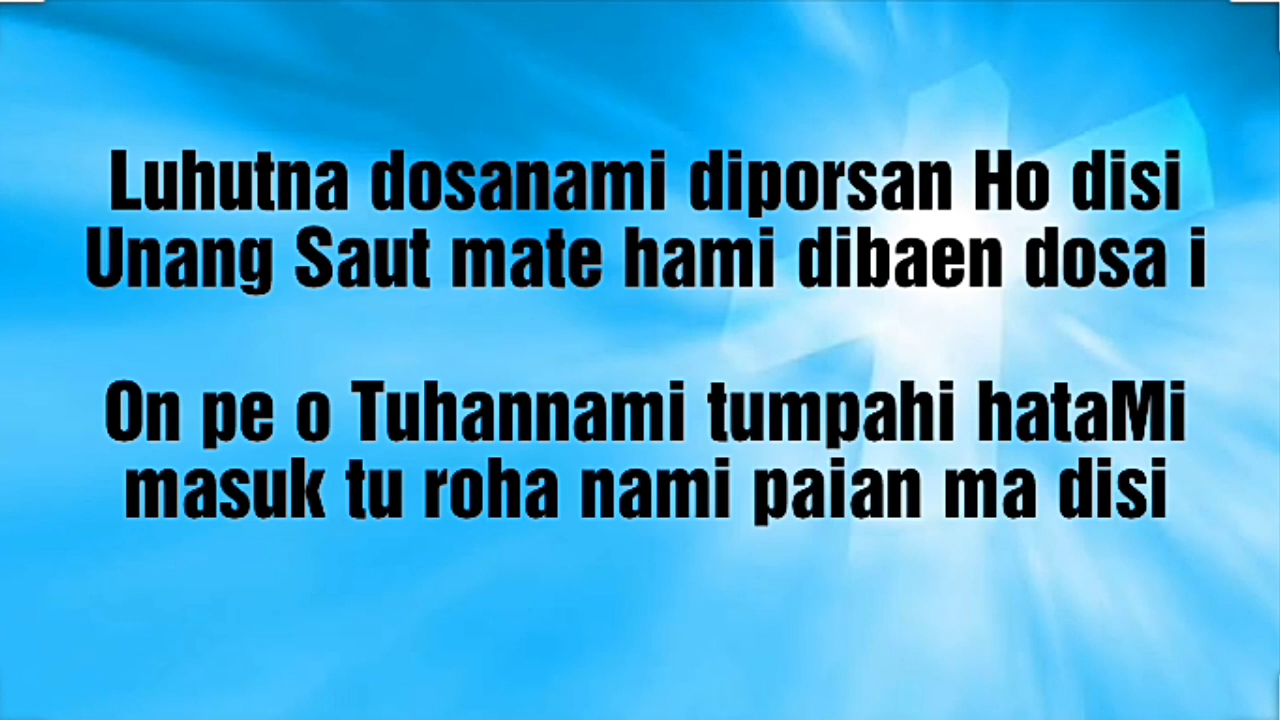 Luhutna dosanami diporsan Ho disi
Unang Saut mate hami dibaen dosa i
On pe o Tuhannami tumpahi hataMi
masuk tu roha nami paian ma disi